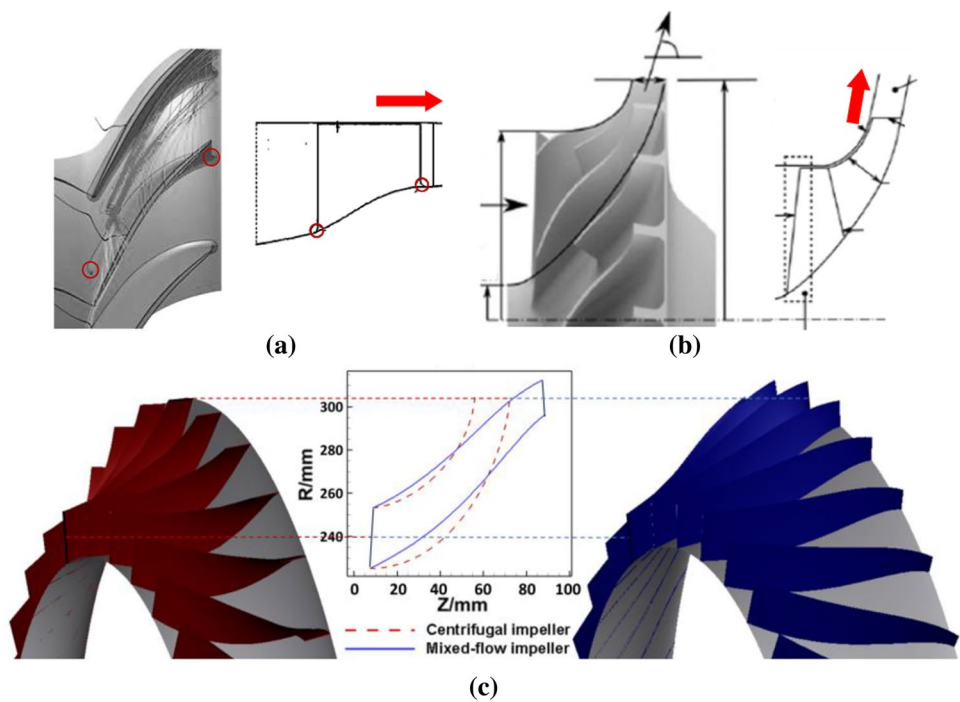 (a)
(b)
R/mm
300
280
260
240
0
20
40
60
80
100
Z/mm
Centrifugal impeller
Mixed-flow impeller
(c)